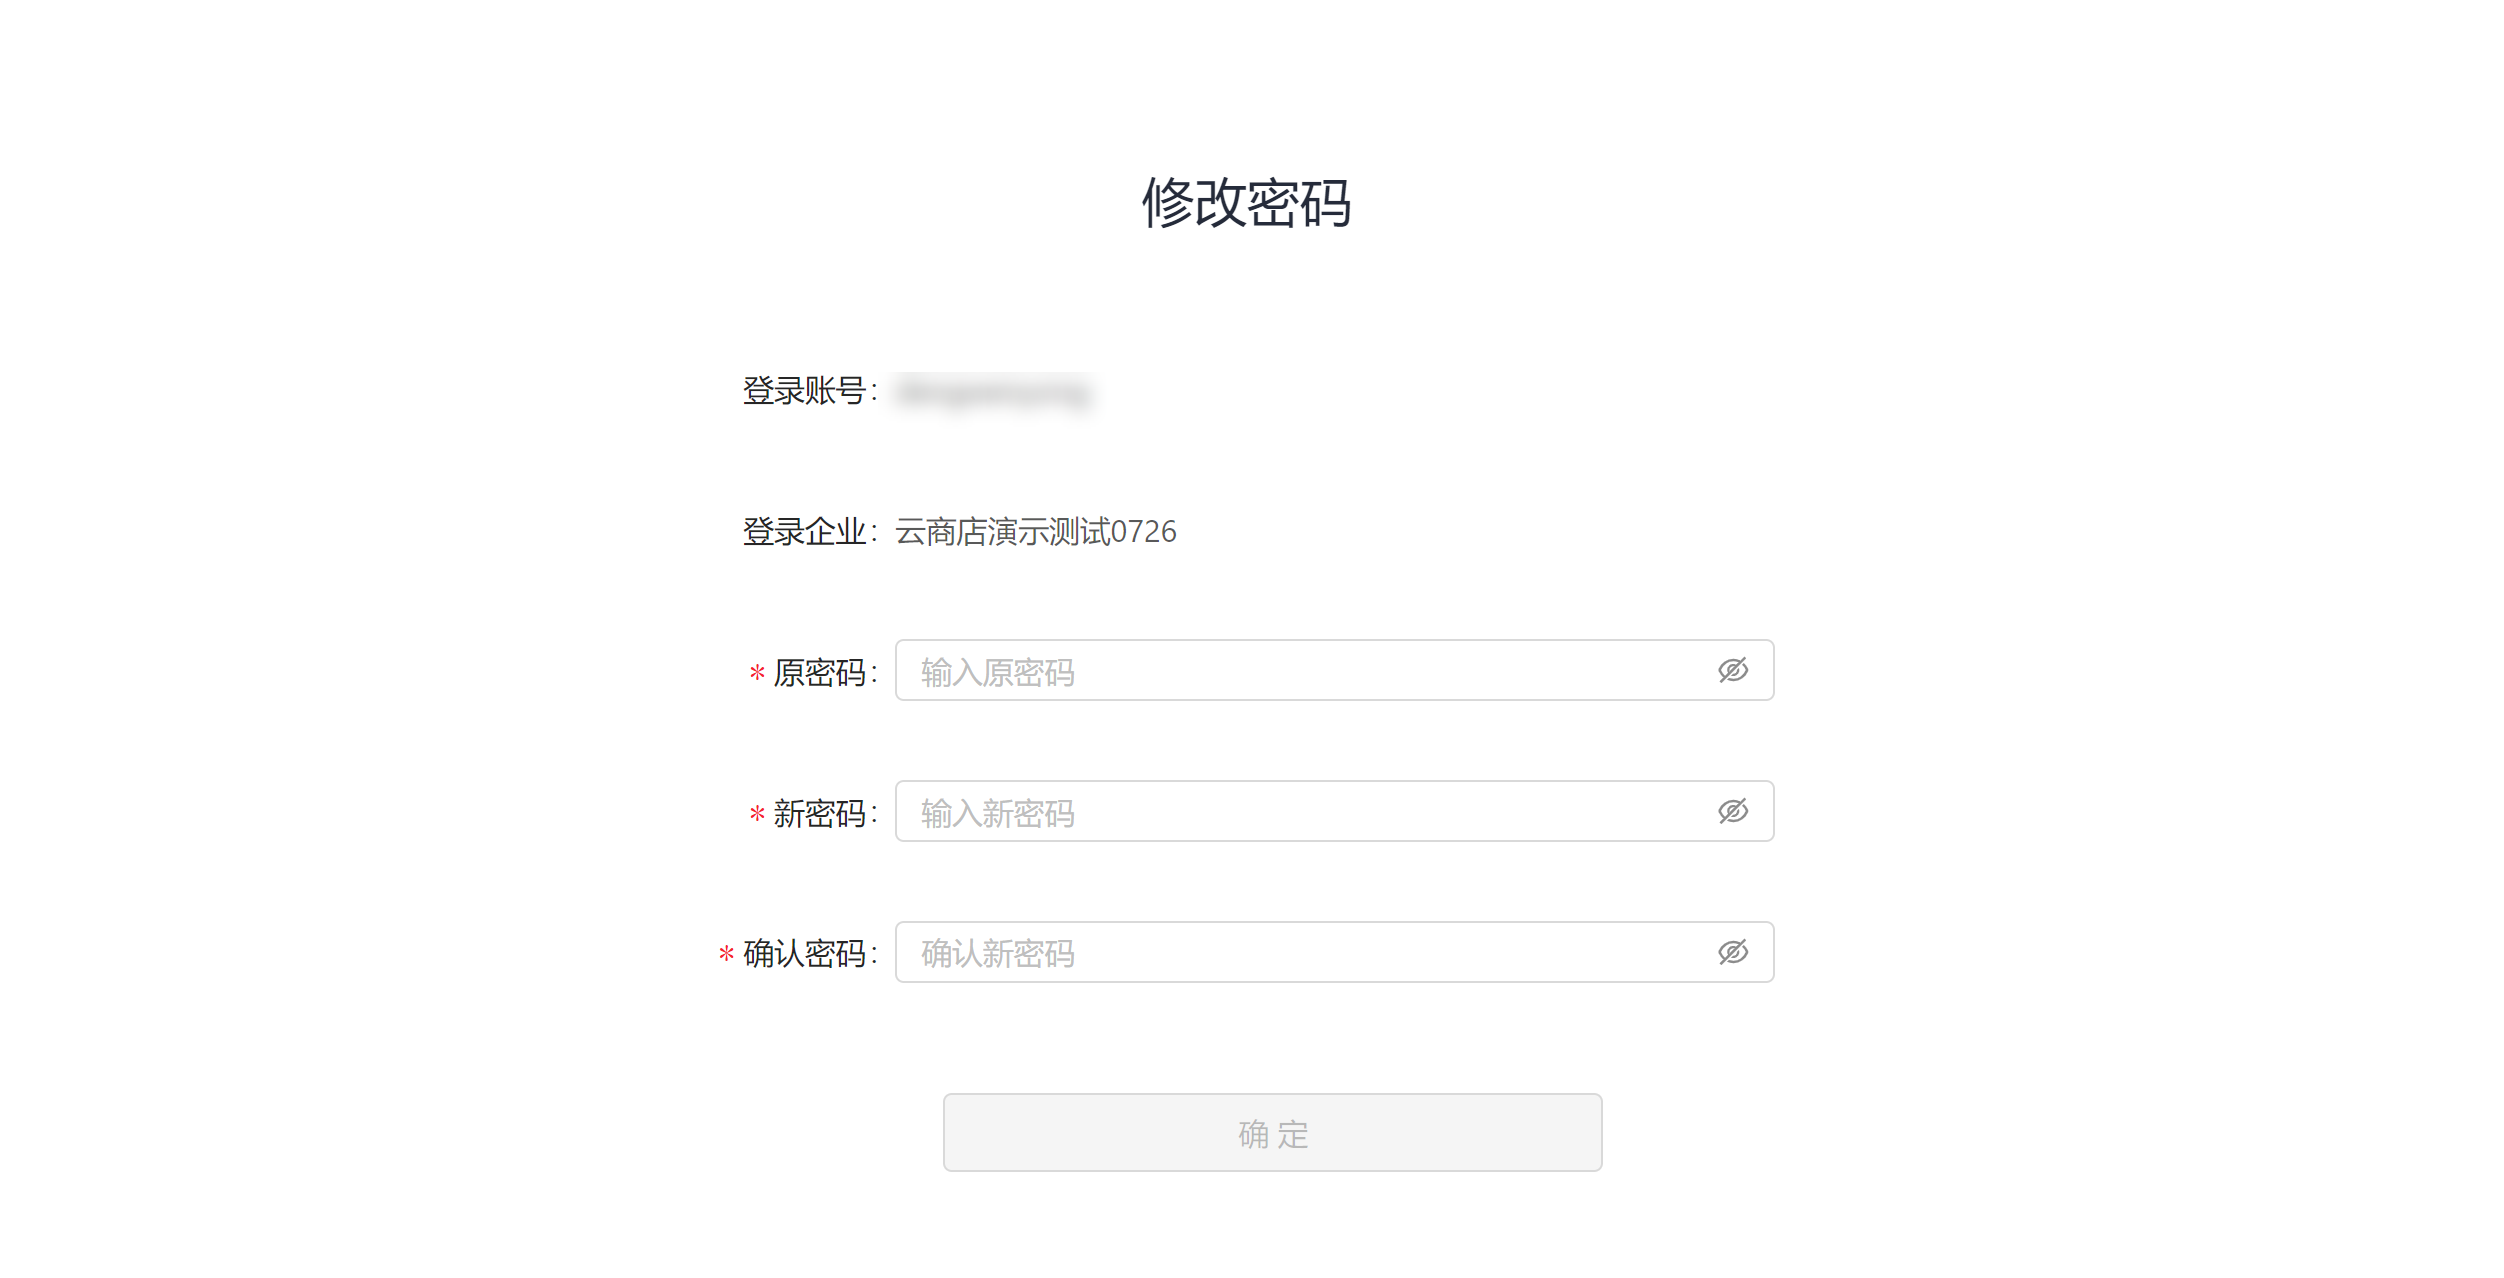 修改密码
登录账号:
登录企业: 云商店演示测试0726
* 原密码: 输入原密码
* 新密码: 输入新密码
* 确认密码: 确认新密码
确 定